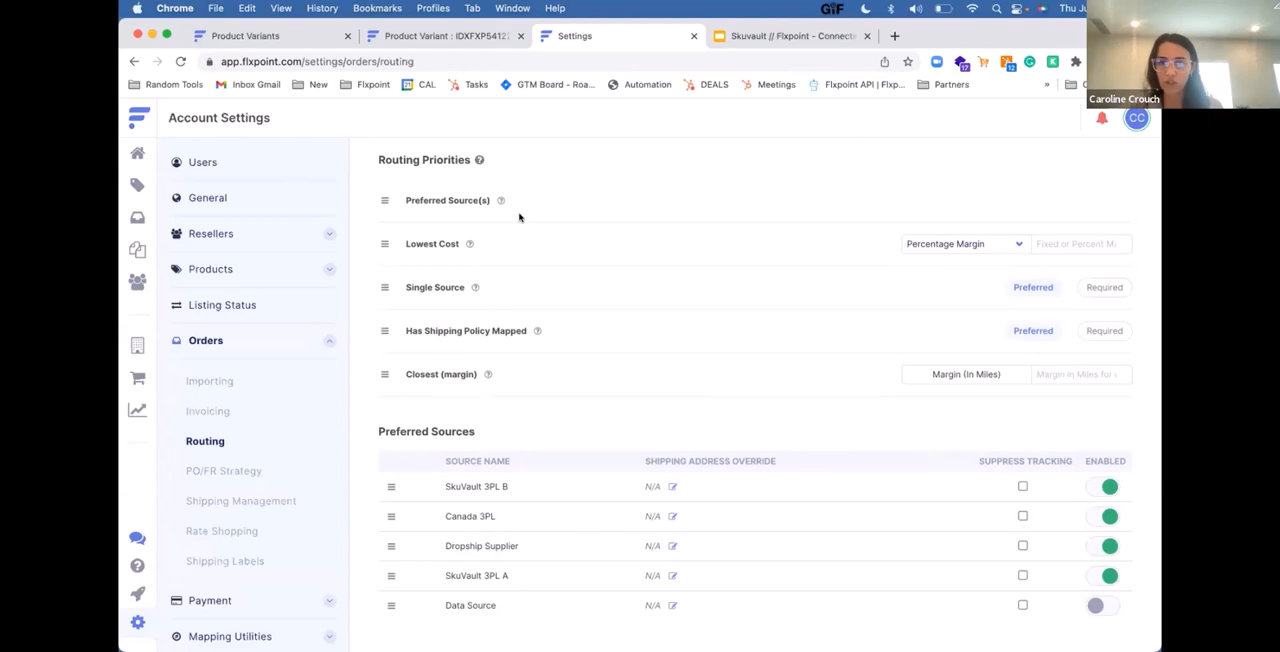 Chrome File Edit View History Bookmarks Profiles Tab Window Help GIF Thu
Product Variants Product Variant : IDXFXP5412 Settings Skuvault // Flxpoint - Connecti
app.flxpoint.com/settings/orders/routing 17 12 K
Random Tools Inbox Gmail New Flxpoint CAL Tasks GTM Board - Roa... Automation DEALS Meetings Flxpoint API | Flxp... Partners »
Caroline Crouch
Account Settings CC
Users
General
Resellers
Products
Listing Status
Orders
Importing
Invoicing
Routing
PO/FR Strategy
Shipping Management
Rate Shopping
Shipping Labels
Payment
Mapping Utilities
Routing Priorities ?
Preferred Source(s) ?
Lowest Cost ? Percentage Margin Fixed or Percent Ma
Single Source ? Preferred Required
Has Shipping Policy Mapped ? Preferred Required
Closest (margin) ? Margin (In Miles) Margin in Miles for
Preferred Sources
SOURCE NAME SHIPPING ADDRESS OVERRIDE SUPPRESS TRACKING ENABLED
SkuVault 3PL B N/A
Canada 3PL N/A
Dropship Supplier N/A
SkuVault 3PL A N/A
Data Source N/A